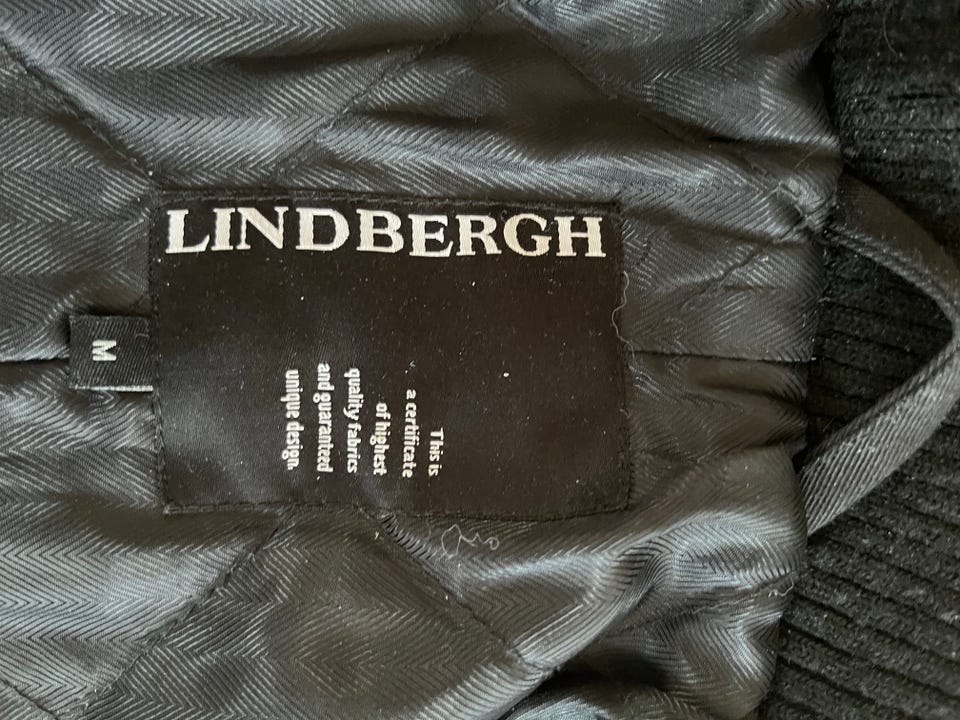 LINDBERGH
This is
a certificate
of highest
quality fabrics
and guaranteed
unique design.
M